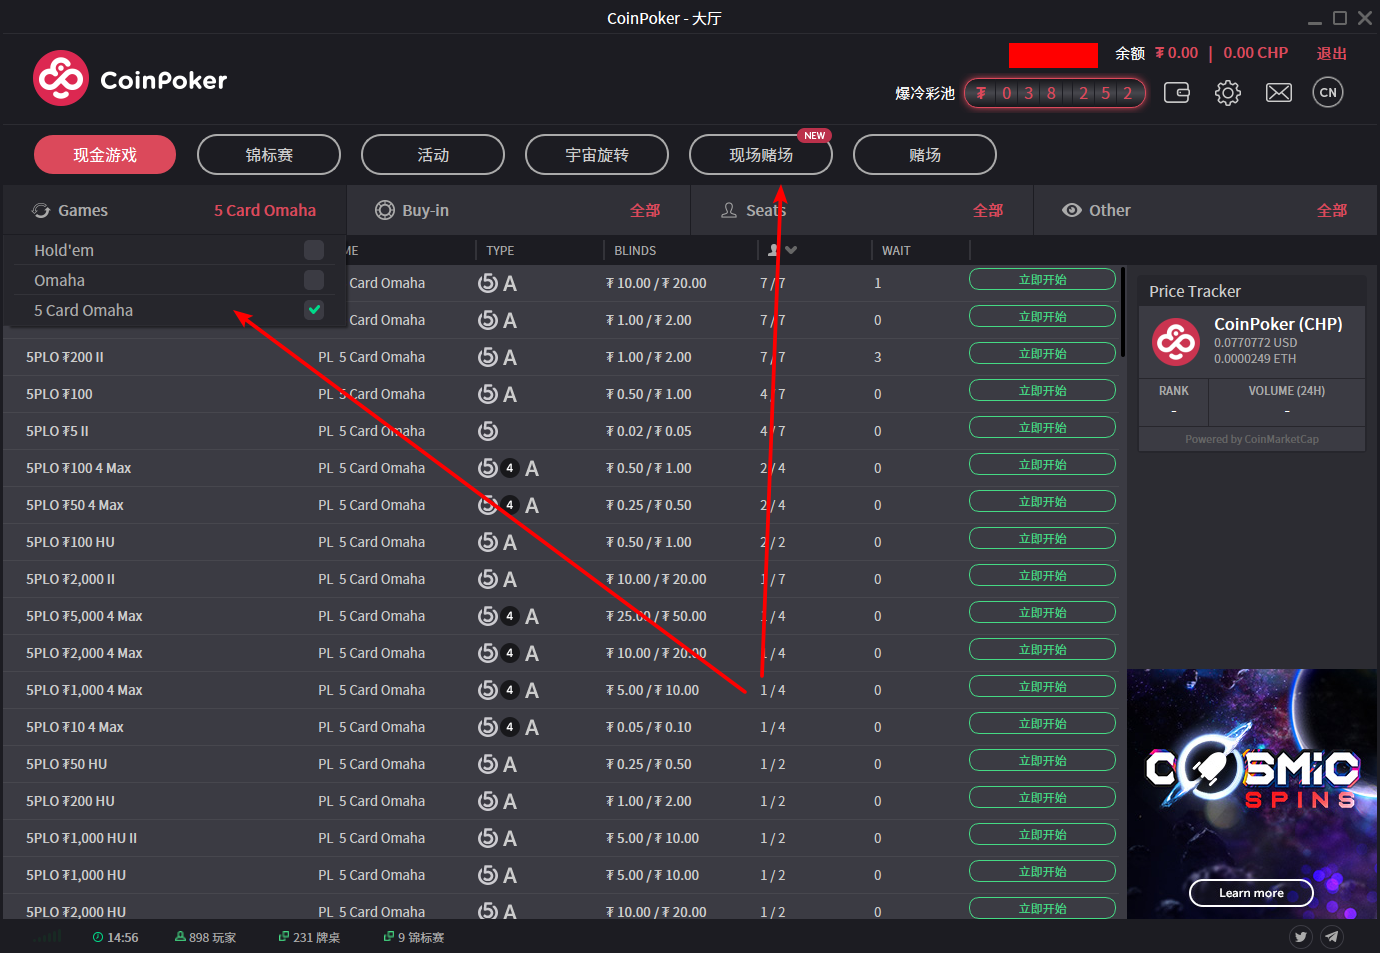 CoinPoker - 大厅
CoinPoker
余额 ₮ 0.00 | 0.00 CHP 退出
爆冷彩池 ₮ 0 3 8 2 5 2
CN
现金游戏 锦标赛 活动 宇宙旋转 现场赌场 NEW 赌场
Games 5 Card Omaha Buy-in 全部 Seats 全部 Other 全部
Hold'em
Omaha
5 Card Omaha
ME TYPE BLINDS WAIT
Card Omaha 5 A ₮ 10.00 / ₮ 20.00 7 / 7 1 立即开始
Card Omaha 5 A ₮ 1.00 / ₮ 2.00 7 / 7 0 立即开始
5PLO ₮200 II PL 5 Card Omaha 5 A ₮ 1.00 / ₮ 2.00 7 / 7 3 立即开始
5PLO ₮100 PL 5 Card Omaha 5 A ₮ 0.50 / ₮ 1.00 4 / 7 0 立即开始
5PLO ₮5 II PL 5 Card Omaha 5 ₮ 0.02 / ₮ 0.05 4 / 7 0 立即开始
5PLO ₮100 4 Max PL 5 Card Omaha 5 4 A ₮ 0.50 / ₮ 1.00 2 / 4 0 立即开始
5PLO ₮50 4 Max PL 5 Card Omaha 5 4 A ₮ 0.25 / ₮ 0.50 2 / 4 0 立即开始
5PLO ₮100 HU PL 5 Card Omaha 5 A ₮ 0.50 / ₮ 1.00 2 / 2 0 立即开始
5PLO ₮2,000 II PL 5 Card Omaha 5 A ₮ 10.00 / ₮ 20.00 1 / 7 0 立即开始
5PLO ₮5,000 4 Max PL 5 Card Omaha 5 4 A ₮ 25.00 / ₮ 50.00 1 / 4 0 立即开始
5PLO ₮2,000 4 Max PL 5 Card Omaha 5 4 A ₮ 10.00 / ₮ 20.00 1 / 4 0 立即开始
5PLO ₮1,000 4 Max PL 5 Card Omaha 5 4 A ₮ 5.00 / ₮ 10.00 1 / 4 0 立即开始
5PLO ₮10 4 Max PL 5 Card Omaha 5 4 A ₮ 0.05 / ₮ 0.10 1 / 4 0 立即开始
5PLO ₮50 HU PL 5 Card Omaha 5 A ₮ 0.25 / ₮ 0.50 1 / 2 0 立即开始
5PLO ₮200 HU PL 5 Card Omaha 5 A ₮ 1.00 / ₮ 2.00 1 / 2 0 立即开始
5PLO ₮1,000 HU II PL 5 Card Omaha 5 A ₮ 5.00 / ₮ 10.00 1 / 2 0 立即开始
5PLO ₮1,000 HU PL 5 Card Omaha 5 A ₮ 5.00 / ₮ 10.00 1 / 2 0 立即开始
5PLO ₮2,000 HU PL 5 Card Omaha 5 A ₮ 10.00 / ₮ 20.00 1 / 2 0 立即开始
Price Tracker
CoinPoker (CHP)
0.0770772 USD
0.0000249 ETH
RANK VOLUME (24H)
- -
Powered by CoinMarketCap
COSMiC
SPINS
Learn more
14:56 898 玩家 231 牌桌 9 锦标赛